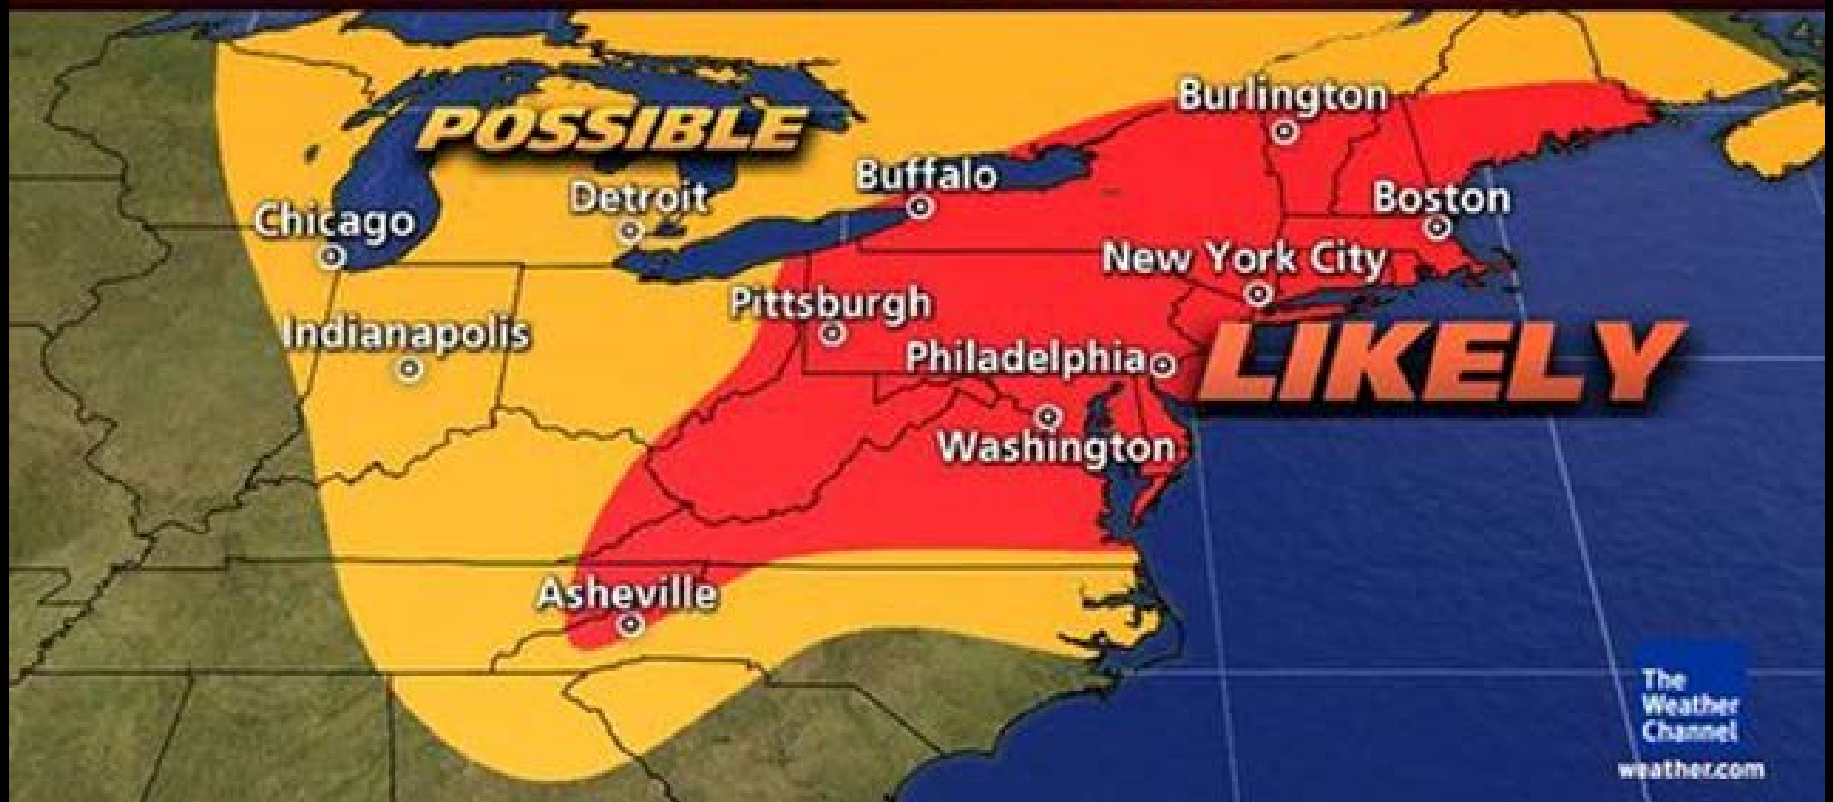 POSSIBLE
Burlington
Buffalo
Detroit
Boston
Chicago
New York City
Pittsburgh
Indianapolis
Philadelphia
LIKELY
Washington
Asheville
The
Weather
Channel
weather.com